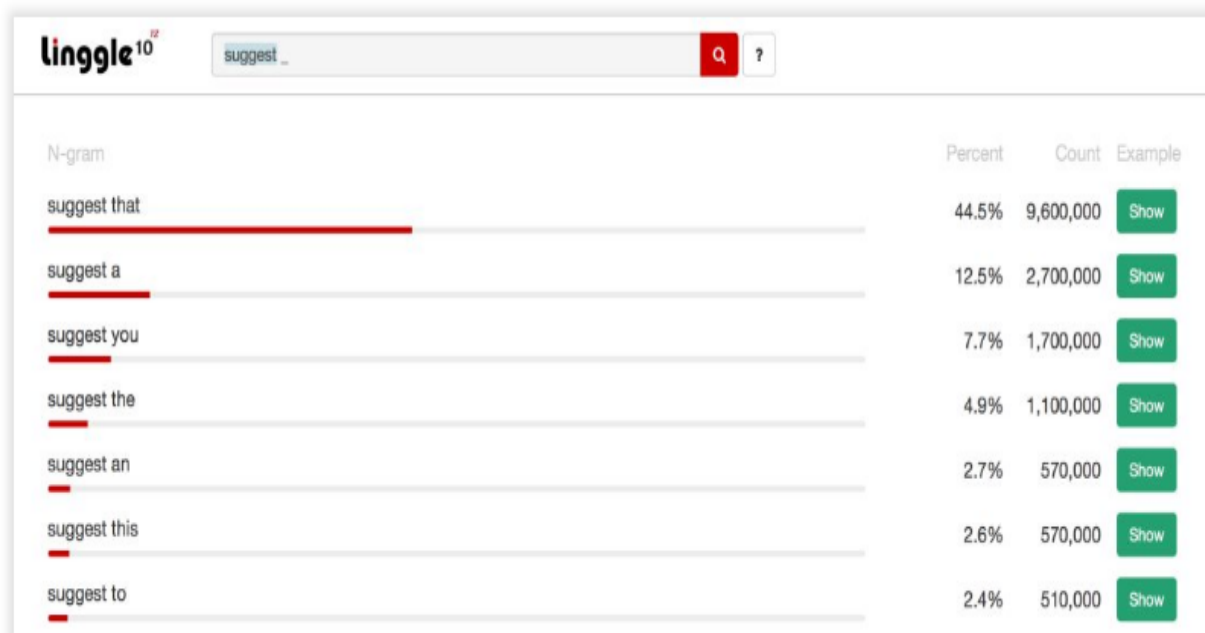 Linggle 10 12
suggest _ ?
N-gram Percent Count Example
suggest that 44.5% 9,600,000 Show
suggest a 12.5% 2,700,000 Show
suggest you 7.7% 1,700,000 Show
suggest the 4.9% 1,100,000 Show
suggest an 2.7% 570,000 Show
suggest this 2.6% 570,000 Show
suggest to 2.4% 510,000 Show